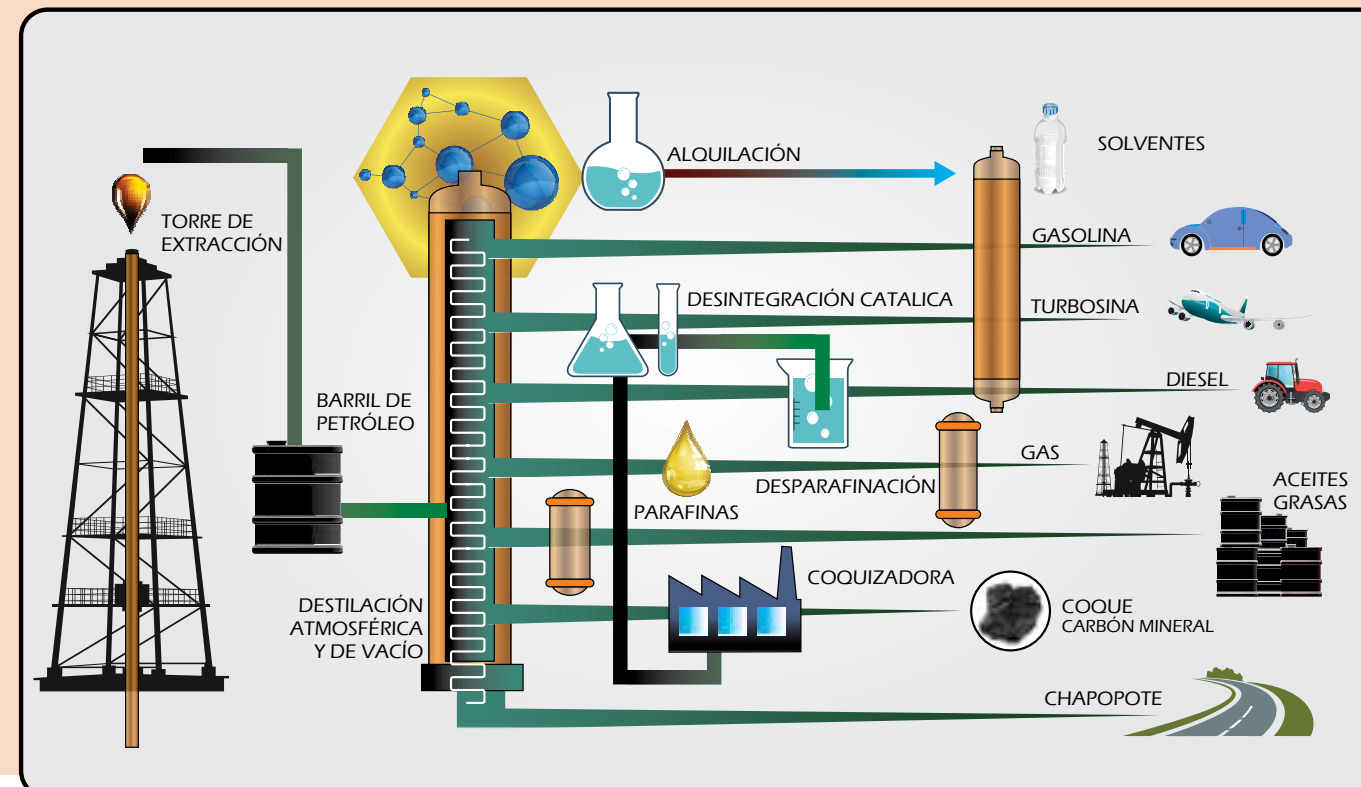 ALQUILACIÓN
SOLVENTES
TORRE DE
EXTRACCIÓN
GASOLINA
DESINTEGRACIÓN CATALICA
TURBOSINA
BARRIL DE
PETRÓLEO
DIESEL
GAS
DESPARAFINACIÓN
PARAFINAS
ACEITES
GRASAS
DESTILACIÓN
ATMOSFÉRICA
Y DE VACÍO
COQUIZADORA
COQUE
CARBÓN MINERAL
CHAPOPOTE